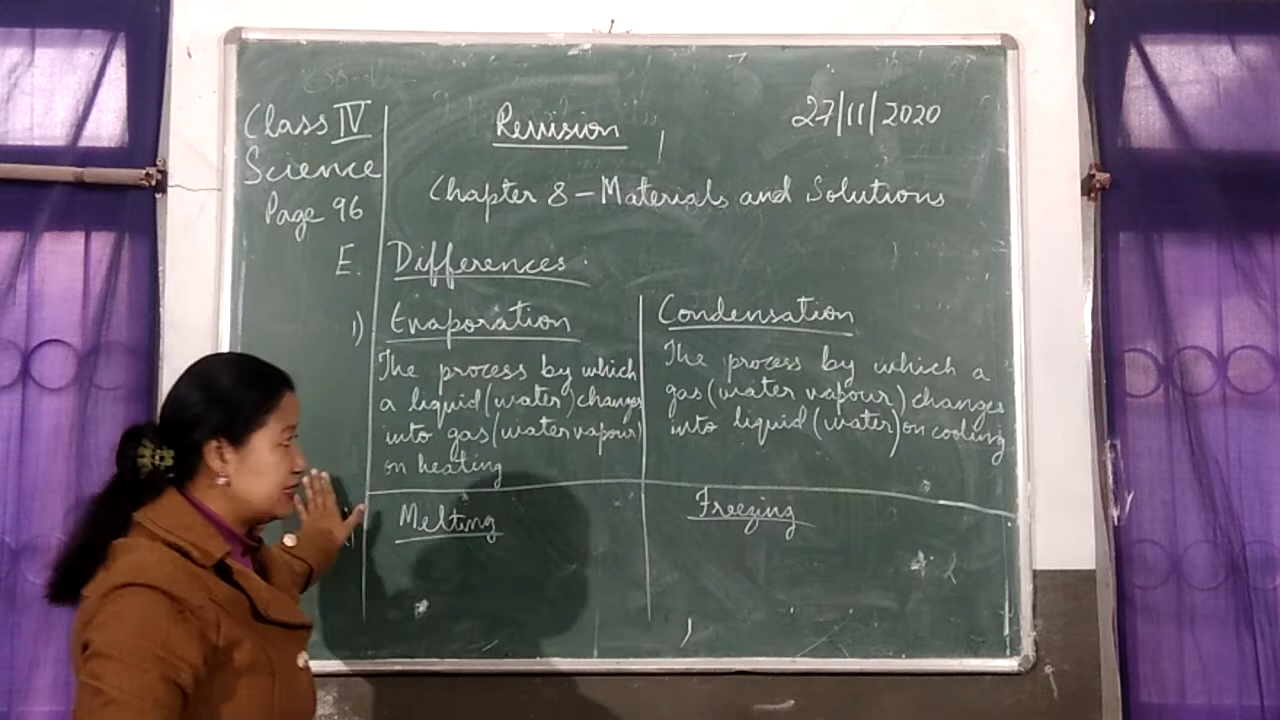 Class IV
Science
Page 96
Revision
27/11/2020
Chapter 8 - Materials and Solutions
E. Differences
1) Evaporation
The process by which
a liquid (water) changes
into gas (water vapour)
on heating
Condensation
The process by which a
gas (water vapour) changes
into liquid (water) on cooling
Melting
Freezing